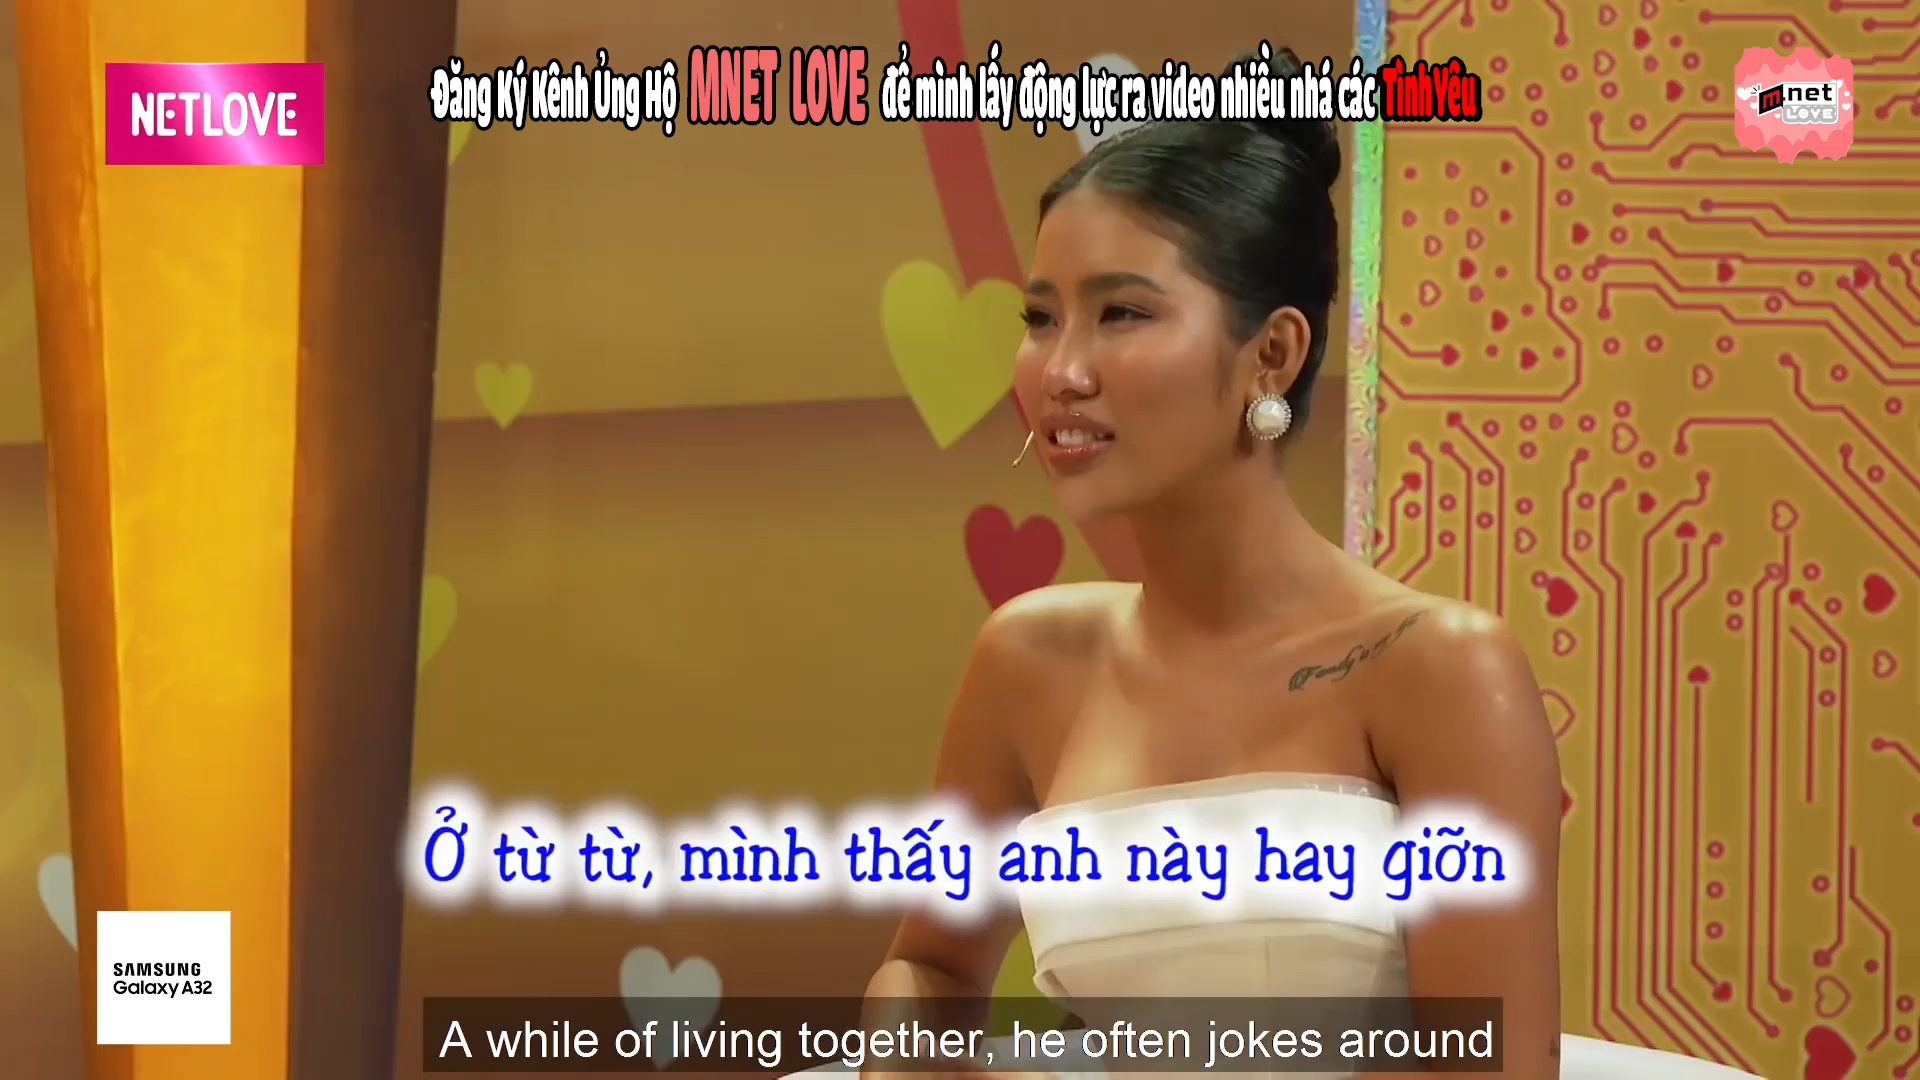 Đăng Ký Kênh Ủng Hộ MNET LOVE để mình lấy động lực ra video nhiều nhá các Tình Yêu
NETLOVE
m.net
LOVE
Ở từ từ, mình thấy anh này hay giỡn
SAMSUNG
Galaxy A32
A while of living together, he often jokes around